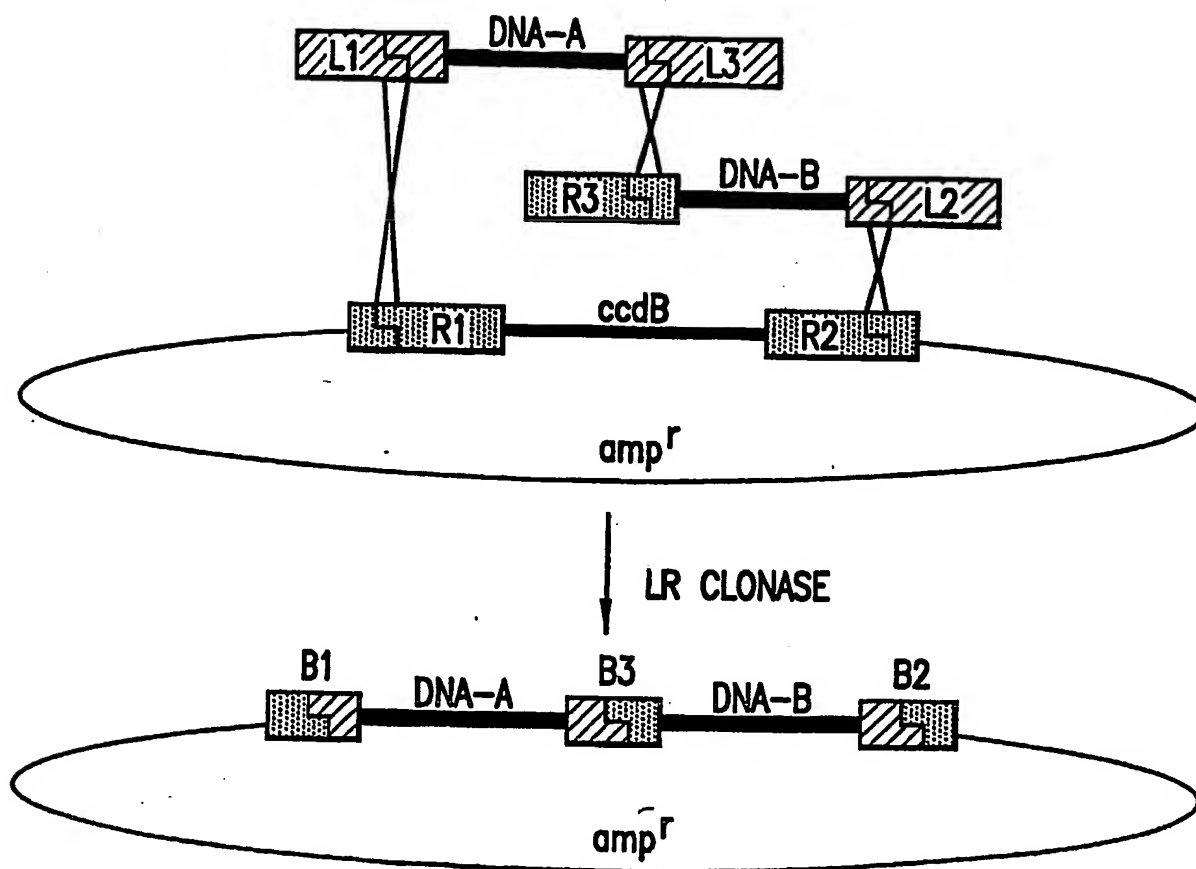 DNA-A
L1 L3
DNA-B
R3 L2
ccdB
R1 R2
amp^r
LR CLONASE
B1 B3 B2
DNA-A DNA-B
amp^r